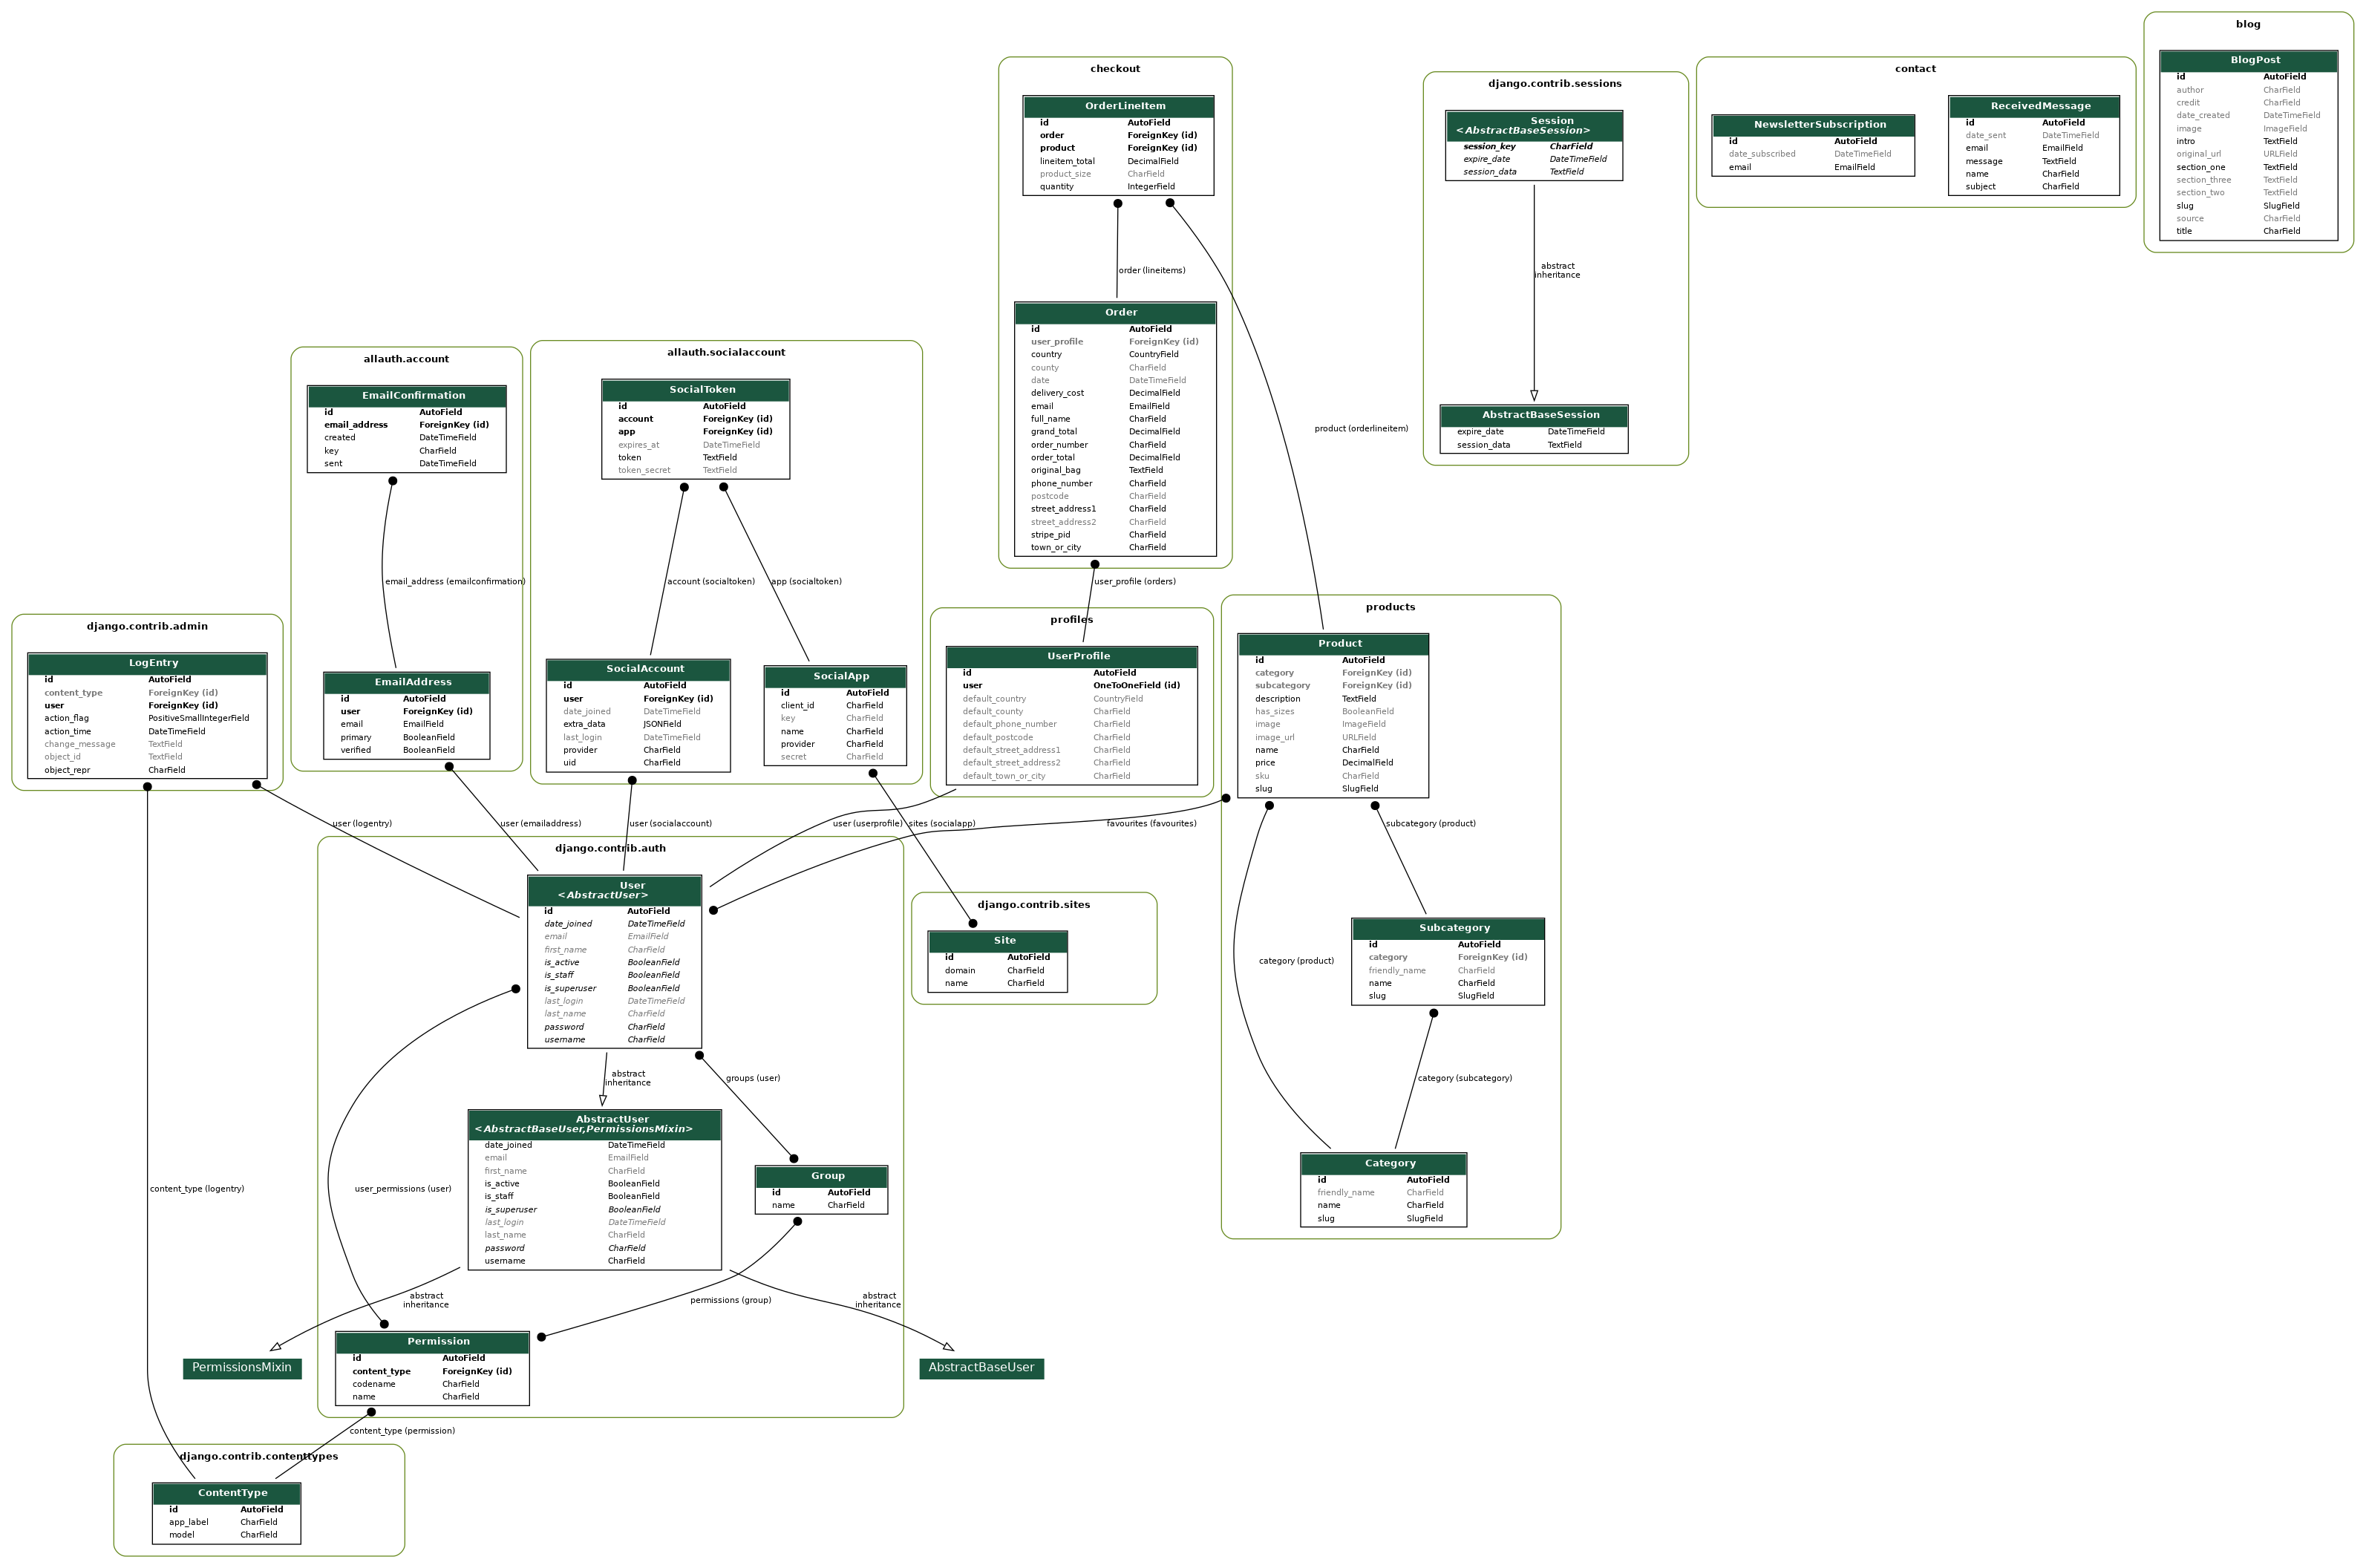 blog
BlogPost
id AutoField
author CharField
credit CharField
date_created DateTimeField
image ImageField
intro TextField
original_url URLField
section_one TextField
section_three TextField
section_two TextField
slug SlugField
source CharField
title CharField
checkout
OrderLineItem
id AutoField
order ForeignKey (id)
product ForeignKey (id)
lineitem_total DecimalField
product_size CharField
quantity IntegerField
order (lineitems)
product (orderlineitem)
Order
id AutoField
user_profile ForeignKey (id)
country CountryField
county CharField
date DateTimeField
delivery_cost DecimalField
email EmailField
full_name CharField
grand_total DecimalField
order_number CharField
order_total DecimalField
original_bag TextField
phone_number CharField
postcode CharField
street_address1 CharField
street_address2 CharField
stripe_pid CharField
town_or_city CharField
user_profile (orders)
django.contrib.sessions
Session
<AbstractBaseSession>
session_key CharField
expire_date DateTimeField
session_data TextField
abstract
inheritance
AbstractBaseSession
expire_date DateTimeField
session_data TextField
contact
NewsletterSubscription
id AutoField
date_subscribed DateTimeField
email EmailField
ReceivedMessage
id AutoField
date_sent DateTimeField
email EmailField
message TextField
name CharField
subject CharField
allauth.account
EmailConfirmation
id AutoField
email_address ForeignKey (id)
created DateTimeField
key CharField
sent DateTimeField
email_address (emailconfirmation)
EmailAddress
id AutoField
user ForeignKey (id)
email EmailField
primary BooleanField
verified BooleanField
user (emailaddress)
allauth.socialaccount
SocialToken
id AutoField
account ForeignKey (id)
app ForeignKey (id)
expires_at DateTimeField
token TextField
token_secret TextField
account (socialtoken)
app (socialtoken)
SocialAccount
id AutoField
user ForeignKey (id)
date_joined DateTimeField
extra_data JSONField
last_login DateTimeField
provider CharField
uid CharField
user (socialaccount)
SocialApp
id AutoField
client_id CharField
key CharField
name CharField
provider CharField
secret CharField
sites (socialapp)
django.contrib.admin
LogEntry
id AutoField
content_type ForeignKey (id)
user ForeignKey (id)
action_flag PositiveSmallIntegerField
action_time DateTimeField
change_message TextField
object_id TextField
object_repr CharField
user (logentry)
content_type (logentry)
profiles
UserProfile
id AutoField
user OneToOneField (id)
default_country CountryField
default_county CharField
default_phone_number CharField
default_postcode CharField
default_street_address1 CharField
default_street_address2 CharField
default_town_or_city CharField
user (userprofile)
products
Product
id AutoField
category ForeignKey (id)
subcategory ForeignKey (id)
description TextField
has_sizes BooleanField
image ImageField
image_url URLField
name CharField
price DecimalField
sku CharField
slug SlugField
favourites (favourites)
subcategory (product)
category (product)
Subcategory
id AutoField
category ForeignKey (id)
friendly_name CharField
name CharField
slug SlugField
category (subcategory)
Category
id AutoField
friendly_name CharField
name CharField
slug SlugField
django.contrib.auth
User
<AbstractUser>
id AutoField
date_joined DateTimeField
email EmailField
first_name CharField
is_active BooleanField
is_staff BooleanField
is_superuser BooleanField
last_login DateTimeField
last_name CharField
password CharField
username CharField
abstract
inheritance
groups (user)
user_permissions (user)
AbstractUser
<AbstractBaseUser,PermissionsMixin>
date_joined DateTimeField
email EmailField
first_name CharField
is_active BooleanField
is_staff BooleanField
is_superuser BooleanField
last_login DateTimeField
last_name CharField
password CharField
username CharField
Group
id AutoField
name CharField
abstract
inheritance
permissions (group)
abstract
inheritance
Permission
id AutoField
content_type ForeignKey (id)
codename CharField
name CharField
content_type (permission)
PermissionsMixin
AbstractBaseUser
django.contrib.sites
Site
id AutoField
domain CharField
name CharField
django.contrib.contenttypes
ContentType
id AutoField
app_label CharField
model CharField